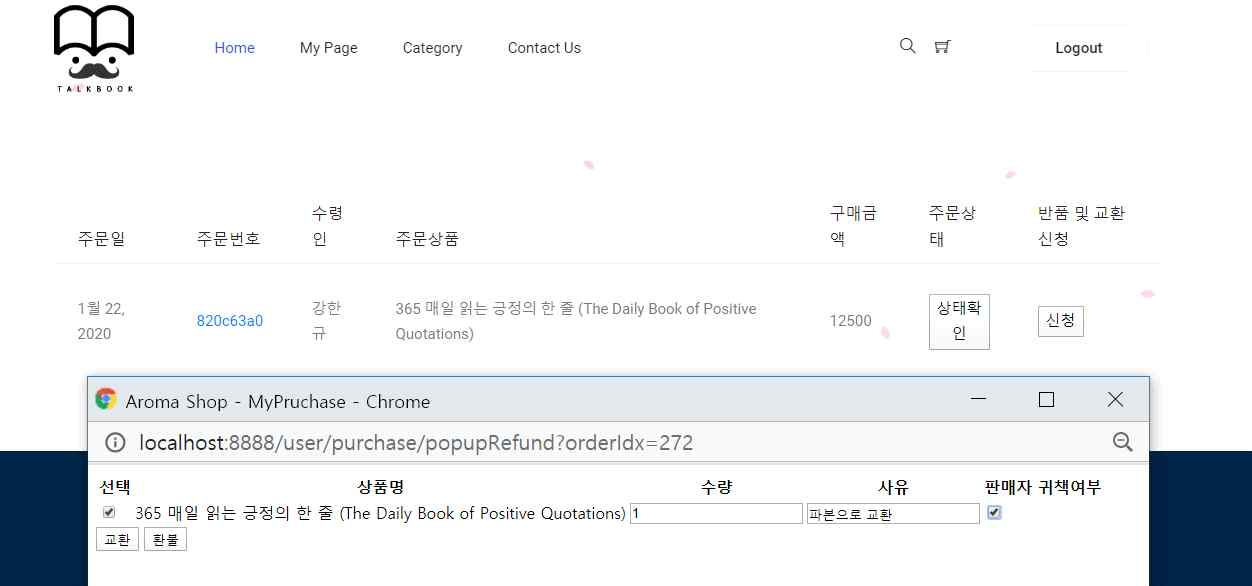 Home My Page Category Contact Us Logout
TALKBOOK
수령 구매금 주문상 반품 및 교환
주문일 주문번호 인 주문상품 액 태 신청
1월 22, 강한 365 매일 읽는 긍정의 한 줄 (The Daily Book of Positive 상태확
820c63a0 12500 신청
2020 규 Quotations) 인
Aroma Shop - MyPruchase - Chrome
localhost:8888/user/purchase/popupRefund?orderIdx=272
선택 상품명 수량 사유 판매자 귀책여부
365 매일 읽는 긍정의 한 줄 (The Daily Book of Positive Quotations) 1 파본으로 교환
교환 환불